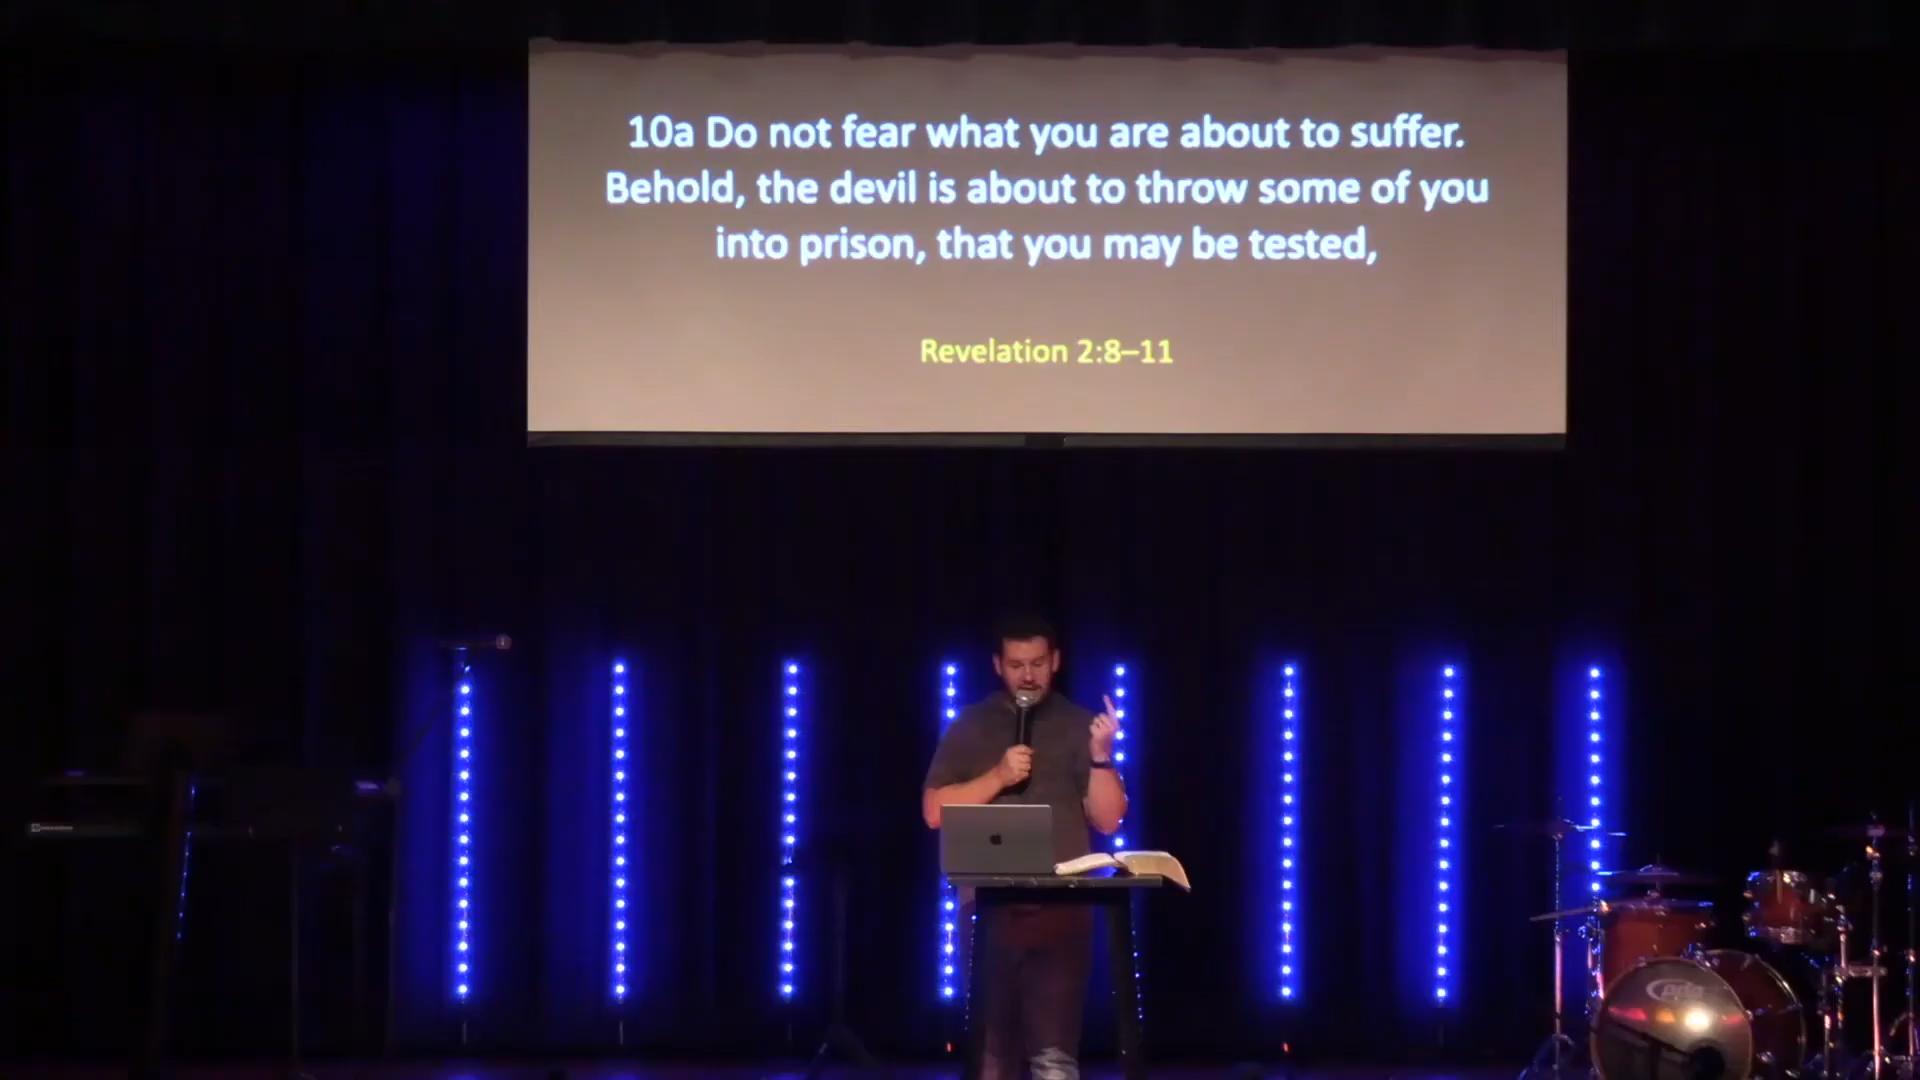 10a Do not fear what you are about to suffer.
Behold, the devil is about to throw some of you
into prison, that you may be tested,
Revelation 2:8–11
pdp